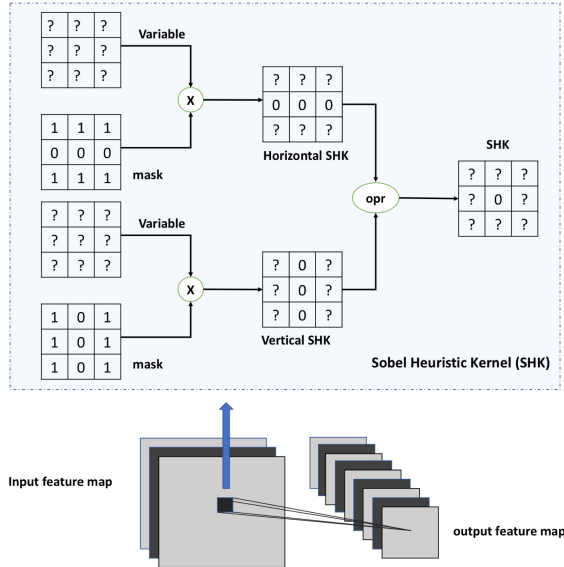 ? ? ?
? ? ?
? ? ?
Variable
X
1 1 1
0 0 0
1 1 1
mask
? ? ?
0 0 0
? ? ?
Horizontal SHK
? ? ?
? ? ?
? ? ?
Variable
X
1 0 1
1 0 1
1 0 1
mask
? 0 ?
? 0 ?
? 0 ?
Vertical SHK
opr
SHK
? ? ?
? 0 ?
? ? ?
Sobel Heuristic Kernel (SHK)
Input feature map
output feature map